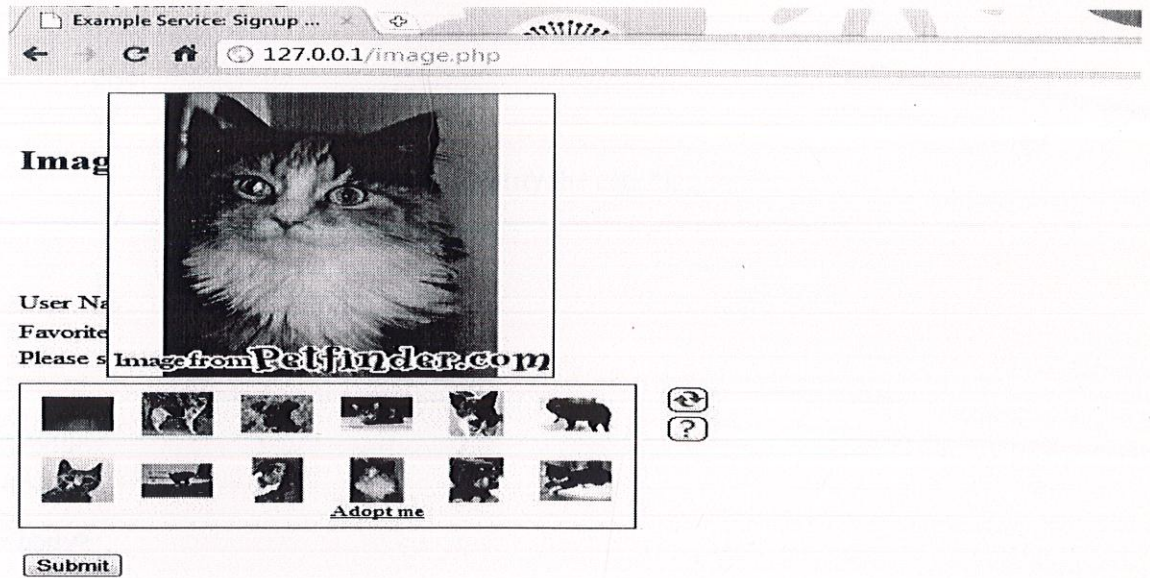 Example Service: Signup ...
127.0.0.1/image.php
Imag
User Na
Favorite
Please s
Image from Petfinder.com
?
Adopt me
Submit